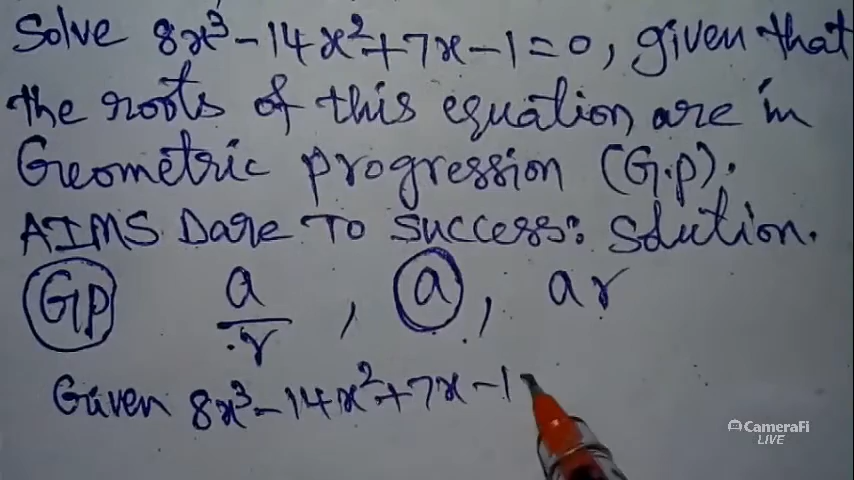 Solve 8x³-14x²+7x-1=0, given that
the roots of this equation are in
Geometric progression (G.p).
AIMS Dare To Success: Solution.
Gp a/r, a, ar
Given 8x³-14x²+7x-1
CameraFi
LIVE